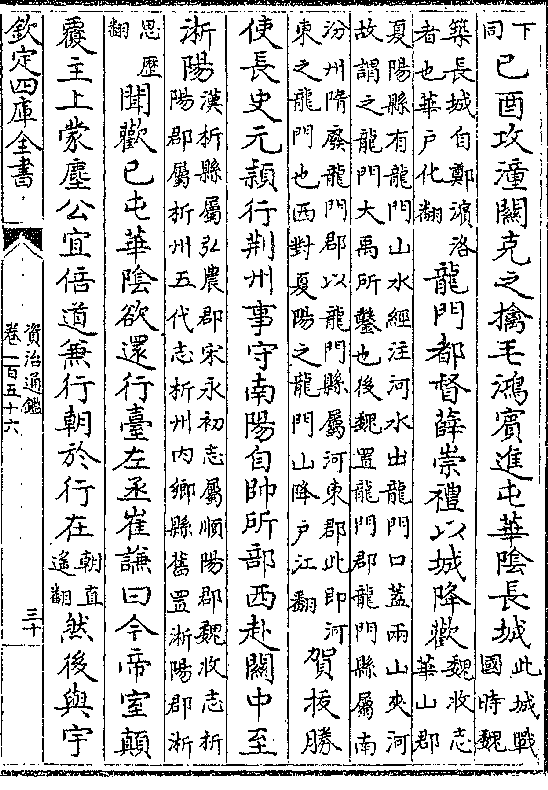 下同己酉攻潼關克之擒毛鴻賓進屯華陰長城此城戰國時魏
築長城自鄭濱洛者也華户化翻龍門都督薛崇禮以城降歡魏收志華山郡
夏陽縣有龍門山水經注河水出龍門口蓋兩山夾河
故謂之龍門大禹所鑿也後魏置龍門郡龍門縣屬南
汾州隋廢龍門郡以龍門縣屬河東郡此即河東之龍門也西對夏陽之龍門山降户江翻賀拔勝
使長史元頴行荆州事守南陽自帥所部西赴關中至
淅陽漢析縣屬弘農郡宋永初志屬順陽郡魏收志析陽郡屬析州五代志析州内鄉縣舊置淅陽郡淅
思歷翻聞歡已屯華陰欲還行臺左丞崔謙曰今帝室顛
覆主上蒙塵公宜倍道兼行朝於行在朝直遥翻然後與宇
欽定四庫全書
資治通鑑
卷一百五十六
三十